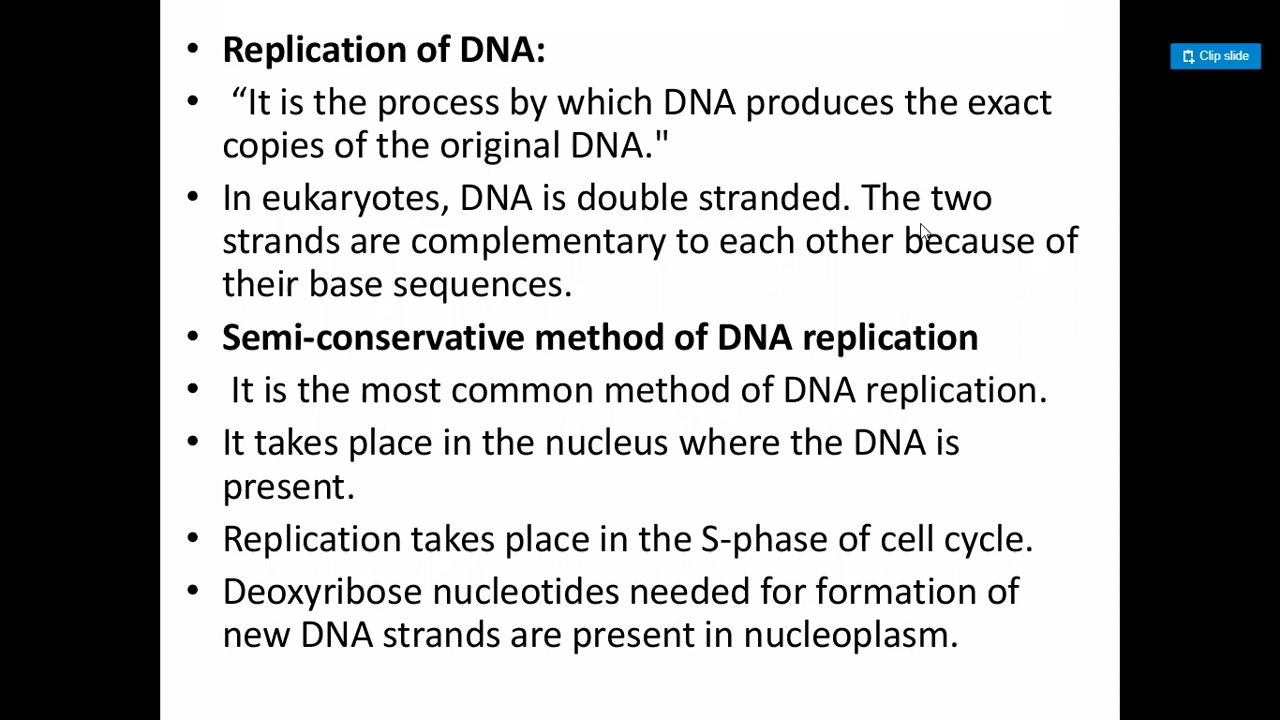 • Replication of DNA:
• “It is the process by which DNA produces the exact
copies of the original DNA."
• In eukaryotes, DNA is double stranded. The two
strands are complementary to each other because of
their base sequences.
• Semi-conservative method of DNA replication
• It is the most common method of DNA replication.
• It takes place in the nucleus where the DNA is
present.
• Replication takes place in the S-phase of cell cycle.
• Deoxyribose nucleotides needed for formation of
new DNA strands are present in nucleoplasm.
Clip slide